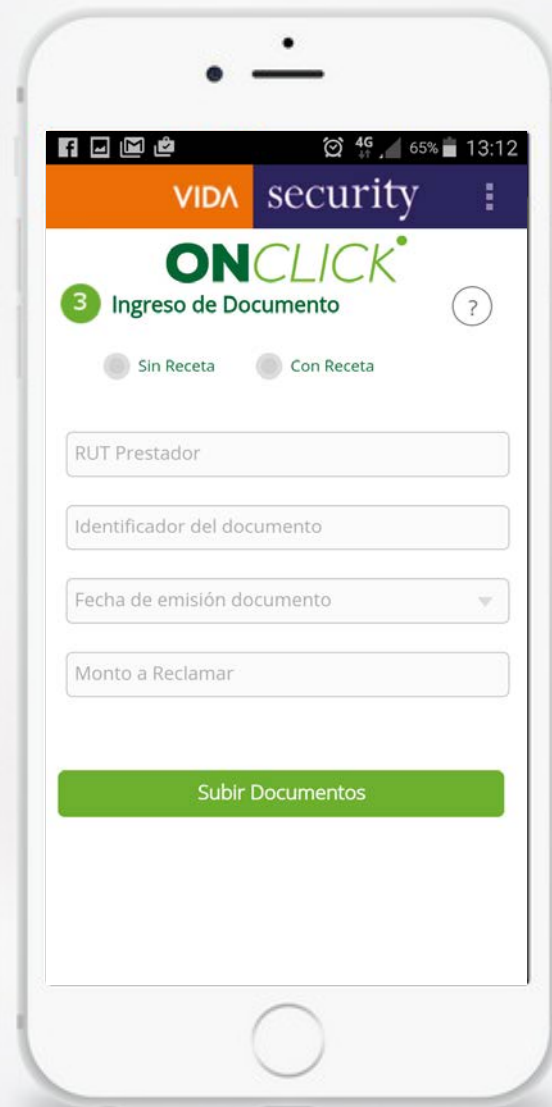 4G 65% 13:12
VIDA security
ONCLICK
3 Ingreso de Documento ?
Sin Receta Con Receta
RUT Prestador
Identificador del documento
Fecha de emisión documento
Monto a Reclamar
Subir Documentos